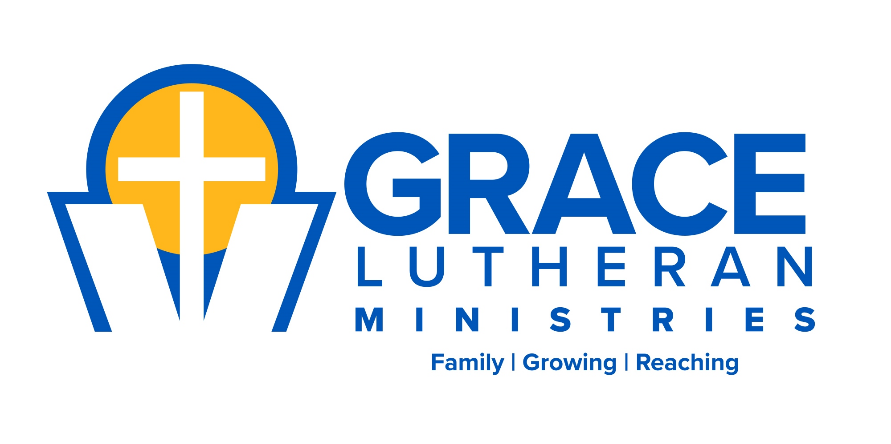 GRACE
LUTHERAN
MINISTRIES
Family | Growing | Reaching